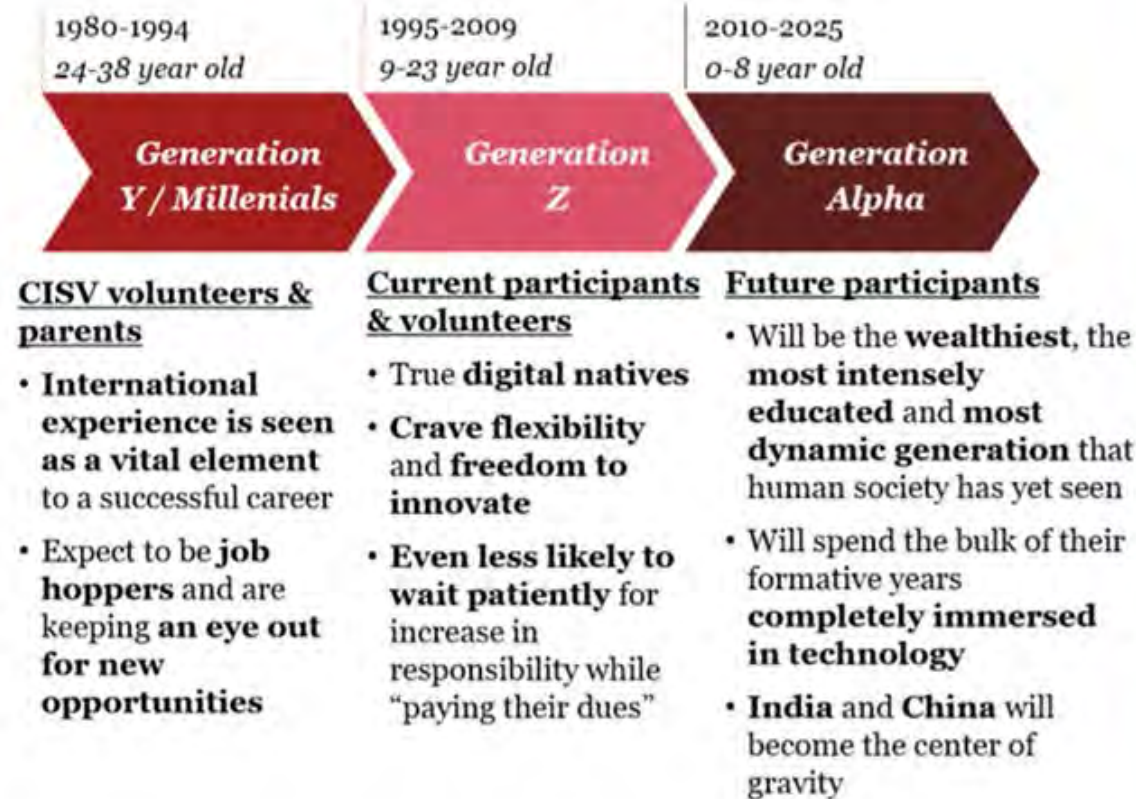 1980-1994
24-38 year old
Generation
Y / Millenials
CISV volunteers &
parents
• International
experience is seen
as a vital element
to a successful career
• Expect to be job
hoppers and are
keeping an eye out
for new
opportunities
1995-2009
9-23 year old
Generation
Z
Current participants
& volunteers
• True digital natives
• Crave flexibility
and freedom to
innovate
• Even less likely to
wait patiently for
increase in
responsibility while
“paying their dues”
2010-2025
0-8 year old
Generation
Alpha
Future participants
• Will be the wealthiest, the
most intensely
educated and most
dynamic generation that
human society has yet seen
• Will spend the bulk of their
formative years
completely immersed
in technology
• India and China will
become the center of
gravity